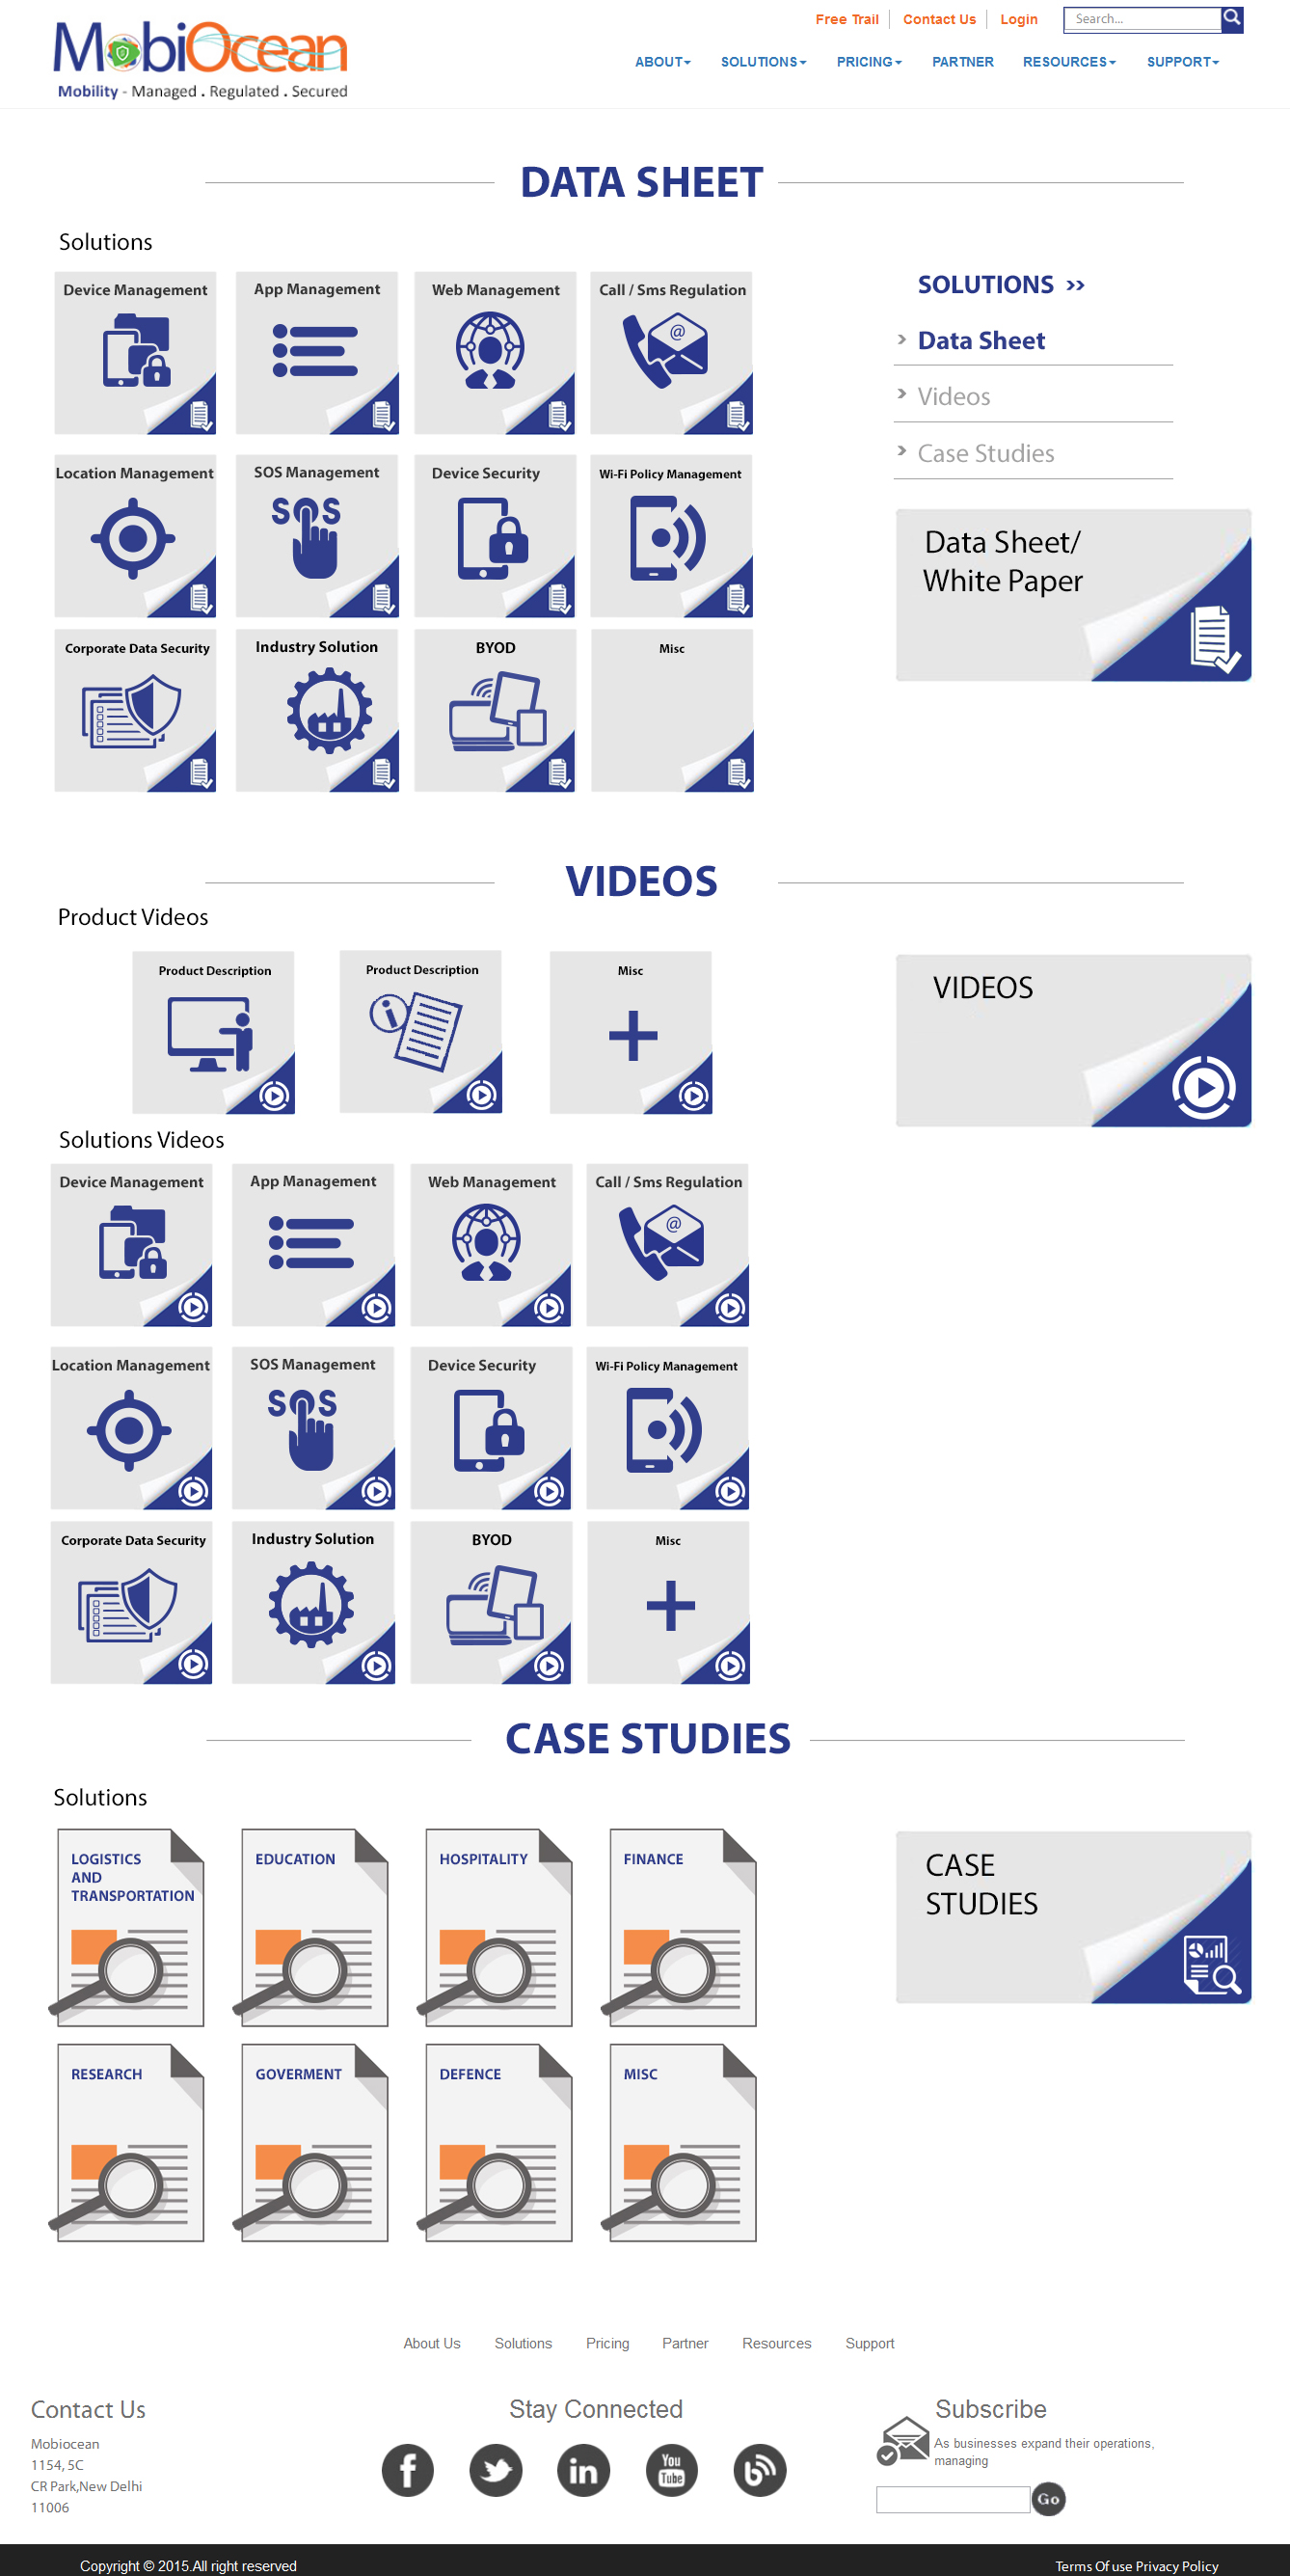 Free Trail Contact Us Login Search...
MobiOcean
Mobility - Managed . Regulated . Secured
ABOUT SOLUTIONS PRICING PARTNER RESOURCES SUPPORT
DATA SHEET
Solutions
Device Management App Management Web Management Call / Sms Regulation
@
Location Management SOS Management Device Security Wi-Fi Policy Management
SOS
Corporate Data Security Industry Solution BYOD Misc
SOLUTIONS >>
Data Sheet
Videos
Case Studies
Data Sheet/
White Paper
VIDEOS
Product Videos
Product Description Product Description Misc
VIDEOS
Solutions Videos
Device Management App Management Web Management Call / Sms Regulation
@
Location Management SOS Management Device Security Wi-Fi Policy Management
SOS
Corporate Data Security Industry Solution BYOD Misc
CASE STUDIES
Solutions
LOGISTICS
AND
TRANSPORTATION
EDUCATION
HOSPITALITY
FINANCE
CASE
STUDIES
RESEARCH GOVERMENT DEFENCE MISC
About Us Solutions Pricing Partner Resources Support
Contact Us
Mobiocean
1154, 5C
CR Park,New Delhi
11006
Stay Connected
You
Tube
Subscribe
As businesses expand their operations,
managing
Go
Copyright © 2015.All right reserved
Terms Of use Privacy Policy